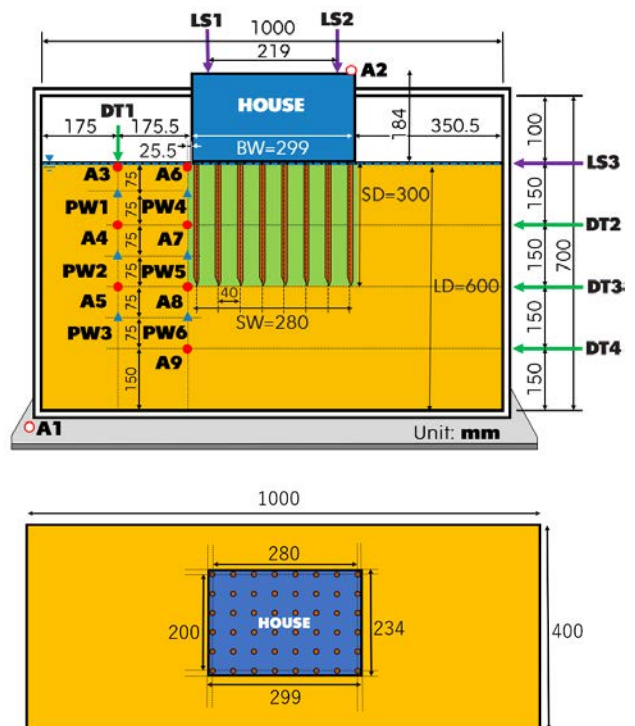 LS1 LS2
1000
219
A2
DT1
HOUSE
184
100
175 175.5 350.5
25.5 BW=299
LS3
A3 A6
75
SD=300
150
PW1 PW4
75
A4 A7
DT2
75
150
700
PW2 PW5
75
LD=600
DT3
A5 A8
40
75
SW=280
150
PW3 PW6
75
A9
DT4
150
150
A1
Unit: mm
1000
280
200
HOUSE
234
400
299